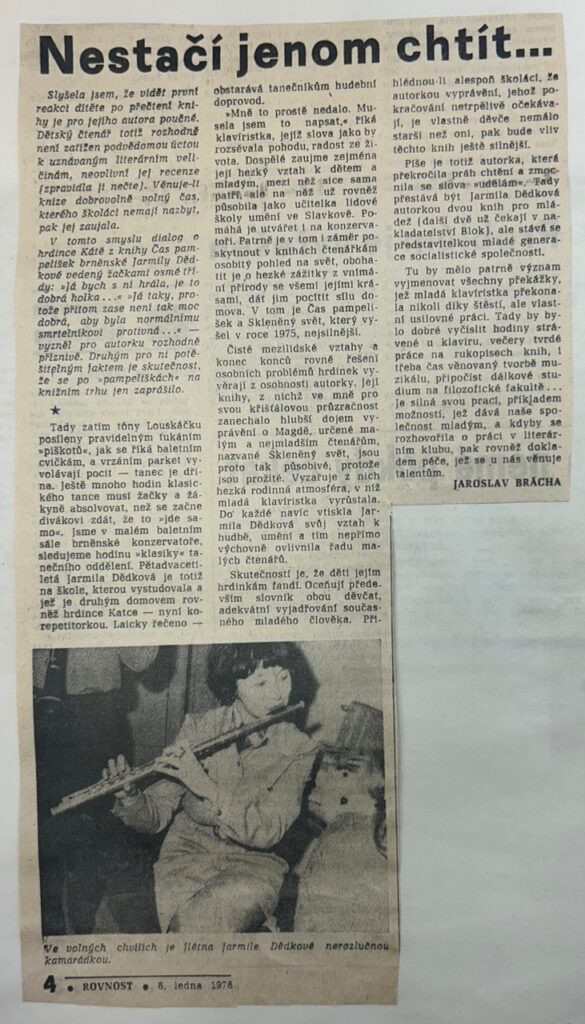 Nestačí jenom chtít...
Slyšela jsem, že vidět první
reakci dítěte po přečtení kni-
hy je pro jejího autora poučné.
Dětský čtenář totiž rozhodně
není zatížen podvědomou úctou
k uznávaným literárním veli-
činám, neovlivní jej recenze
(zpravidla ji nečte). Věnuje-li
knize dobrovolně volný čas,
kterého školáci nemají nazbyt,
pak jej zaujala.
V tomto smyslu dialog o
hrdince Kátě z knihy Čas pam-
pelišek brněnské Jarmily Děd-
kové vedený žačkami osmé tří-
dy: »Já bych s ní hrála, je to
dobrá holka...« »Já taky, pro-
tože přitom zase není tak moc
dobrá, aby byla normálnímu
smrtelníkovi protivná...« —
vyzněl pro autorku rozhodně
příznivě. Druhým pro ni potě-
šitelným faktem je skutečnost,
že se po »pampeliškách« na
knižním trhu jen zaprášilo.
★
Tady zatím tóny Louskáčku
posíleny pravidelným ťukáním
»piškotů«, jak se říká baletním
cvičkám, a vrzáním parket vy-
volávají pocit — tanec je dři-
na. Ještě mnoho hodin klasic-
kého tance musí žačky a žá-
kyně absolvovat, než se začne
divákovi zdát, že to »jde sa-
mo«. Jsme v malém baletním
sále brněnské konzervatoře,
sledujeme hodinu »klasiky« ta-
nečního oddělení. Pětadvaceti-
letá Jarmila Dědková je totiž
na škole, kterou vystudovala a
jež je druhým domovem rov-
něž hrdince Katce — nyní ko-
repetitorkou. Laicky řečeno —
obstarává tanečníkům hudební
doprovod.
»Mně to prostě nedalo. Mu-
sela jsem to napsat,« říká
klavíristka, jejíž slova jako by
rozsévala pohodu, radost ze ži-
vota. Dospělé zaujme zejména
její hezký vztah k dětem a
mladým, mezi něž sice sama
patří, ale na něž už rovněž
působila jako učitelka lidové
školy umění ve Slavkově. Po-
máhá je utvářet i na konzerva-
toři. Patrně je v tom i záměr po-
skytnout v knihách čtenářkám
osobitý pohled na svět, oboha-
tit je o hezké zážitky z vnímá-
ní přírody se všemi jejími krá-
sami, dát jim pocítit sílu do-
mova. V tom je Čas pampeli-
šek a Skleněný svět, který vy-
šel v roce 1975, nejsilnější.
Čisté mezilidské vztahy a
konec konců rovné řešení
osobních problémů hrdinek vy-
věrají z osobnosti autorky. Její
knihy, z nichž ve mně pro
svou křišťálovou průzračnost
zanechalo hlubší dojem vy-
právění o Magdě, určené ma-
lým a nejmladším čtenářům,
nazvané Skleněný svět, jsou
proto tak působivé, protože
jsou prožité. Vyzařuje z nich
hezká rodinná atmosféra, v níž
mladá klavíristka vyrůstala.
Do každé navíc vtiskla Jar-
mila Dědková svůj vztah k
hudbě, umění a tím nepřímo
výchovně ovlivnila řadu ma-
lých čtenářů.
Skutečností je, že děti jejím
hrdinkám fandí. Oceňují přede-
vším slovník obou děvčat,
adekvátní vyjadřování součas-
ného mladého člověka. Při-
hlédnou-li alespoň školáci, že
autorkou vyprávění, jehož po-
kračování netrpělivě očekáva-
jí, je vlastně děvče nemálo
starší než oni, pak bude vliv
těchto knih ještě silnější.
Píše je totiž autorka, která
překročila práh chtění a zmoc-
nila se slova »udělám«. Tady
přestává být Jarmila Dědková
autorkou dvou knih pro mlá-
dež (další dvě už čekají v na-
kladatelství Blok), ale stává se
představitelkou mladé genera-
ce socialistické společnosti.
Tu by mělo patrně význam
vyjmenovat všechny překážky,
jež mladá klavíristka překona-
la nikoli díky štěstí, ale vlast-
ní usilovné práci. Tady by by-
lo dobré vyčíslit hodiny stráv-
ené u klavíru, večery tvrdé
práce na rukopisech knih, i
třeba čas věnovaný tvorbě mu-
zikálu, připočíst dálkové stu-
dium na filozofické fakultě...
Je silná svou prací, příkladem
možností, jež dává naše spo-
lečnost mladým, a kdyby se
rozhovořila o práci v literár-
ním klubu, pak rovněž dokla-
dem péče, jež se u nás věnuje
talentům.
JAROSLAV BRÁCHA
Ve volných chvílích je flétna Jarmile Dědkové nerozlučnou
kamarádkou.
4 • ROVNOST • 6. ledna 1978